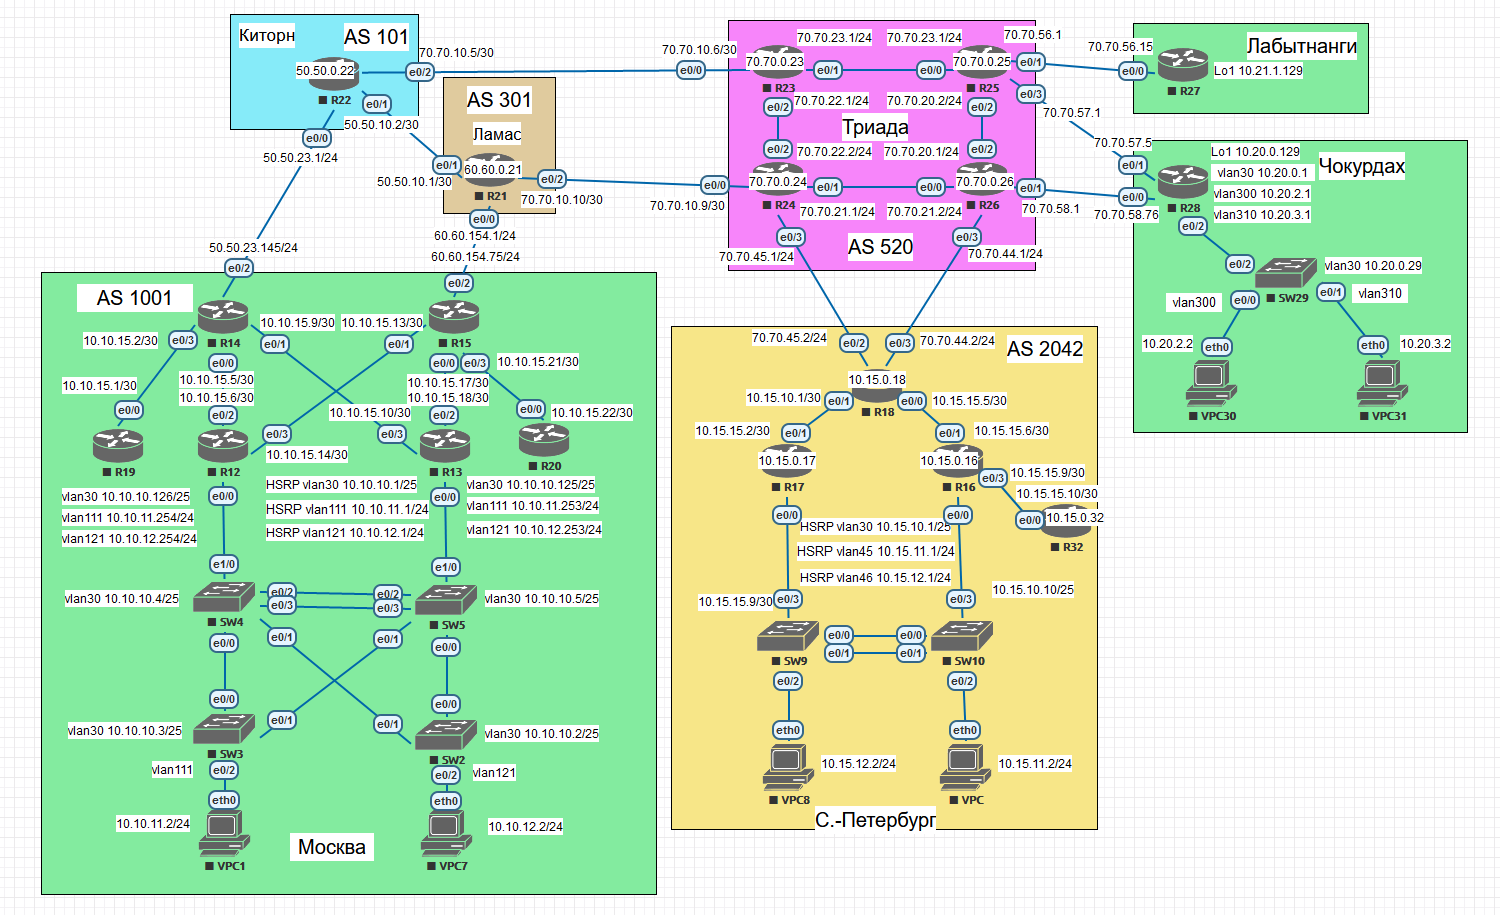 Киторн
AS 101
50.50.0.22
R22
e0/2
70.70.10.5/30
e0/1
50.50.10.2/30
e0/0
50.50.23.1/24
AS 301
Ламас
e0/1
60.60.0.21
50.50.10.1/30
R21
e0/2
70.70.10.10/30
e0/0
60.60.154.1/24
60.60.154.75/24
70.70.10.6/30
e0/0
70.70.23.1/24
70.70.0.23
e0/1
R23
e0/2
70.70.22.1/24
70.70.23.1/24
70.70.0.25
e0/0
R25
70.70.20.2/24
e0/2
70.70.56.1
e0/1
e0/3
70.70.57.1
Триада
e0/2
70.70.22.2/24
70.70.20.1/24
e0/2
e0/0
70.70.10.9/30
70.70.0.24
e0/1
R24
70.70.21.1/24
e0/0
70.70.0.26
R26
70.70.21.2/24
e0/1
70.70.58.1
e0/3
70.70.45.1/24
AS 520
e0/3
70.70.44.1/24
Лабытнанги
70.70.56.15
e0/0
R27
Lo1 10.21.1.129
Чокурдах
70.70.57.5
e0/1
Lo1 10.20.0.129
vlan30 10.20.0.1
vlan300 10.20.2.1
vlan310 10.20.3.1
e0/0
70.70.58.76
R28
e0/2
e0/2
vlan30 10.20.0.29
SW29
vlan300
e0/0
e0/1
vlan310
10.20.2.2
eth0
eth0
10.20.3.2
VPC30
VPC31
50.50.23.145/24
e0/2
e0/2
AS 1001
R14
R15
10.10.15.2/30
e0/3
10.10.15.9/30
e0/1
10.10.15.13/30
e0/1
e0/0
10.10.15.5/30
10.10.15.6/30
e0/2
e0/0
e0/3
10.10.15.21/30
10.10.15.17/30
10.10.15.18/30
e0/2
10.10.15.1/30
e0/0
e0/0
10.10.15.22/30
10.10.15.10/30
e0/3
e0/3
10.10.15.14/30
R19
R12
R13
R20
vlan30 10.10.10.126/25
vlan111 10.10.11.254/24
vlan121 10.10.12.254/24
e0/0
HSRP vlan30 10.10.10.1/25
HSRP vlan111 10.10.11.1/24
HSRP vlan121 10.10.12.1/24
e0/0
vlan30 10.10.10.125/25
vlan111 10.10.11.253/24
vlan121 10.10.12.253/24
e1/0
e1/0
vlan30 10.10.10.4/25
SW4
e0/2
e0/3
e0/2
e0/3
SW5
vlan30 10.10.10.5/25
e0/0
e0/1
e0/1
e0/0
e0/0
e0/1
e0/1
e0/0
vlan30 10.10.10.3/25
SW3
SW2
vlan30 10.10.10.2/25
vlan111
e0/2
e0/2
vlan121
eth0
eth0
10.10.11.2/24
10.10.12.2/24
VPC1
VPC7
Москва
70.70.45.2/24
e0/2
e0/3
70.70.44.2/24
AS 2042
10.15.0.18
R18
10.15.10.1/30
e0/1
e0/0
10.15.15.5/30
10.15.15.2/30
e0/1
e0/1
10.15.15.6/30
10.15.0.17
R17
10.15.0.16
R16
e0/3
10.15.15.9/30
10.15.15.10/30
e0/0
10.15.0.32
R32
e0/0
e0/0
HSRP vlan30 10.15.10.1/25
HSRP vlan45 10.15.11.1/24
HSRP vlan46 10.15.12.1/24
10.15.15.9/30
e0/3
e0/3
10.15.10.10/25
SW9
e0/0
e0/1
e0/0
e0/1
SW10
e0/2
e0/2
eth0
eth0
10.15.12.2/24
10.15.11.2/24
VPC8
VPC
С.-Петербург